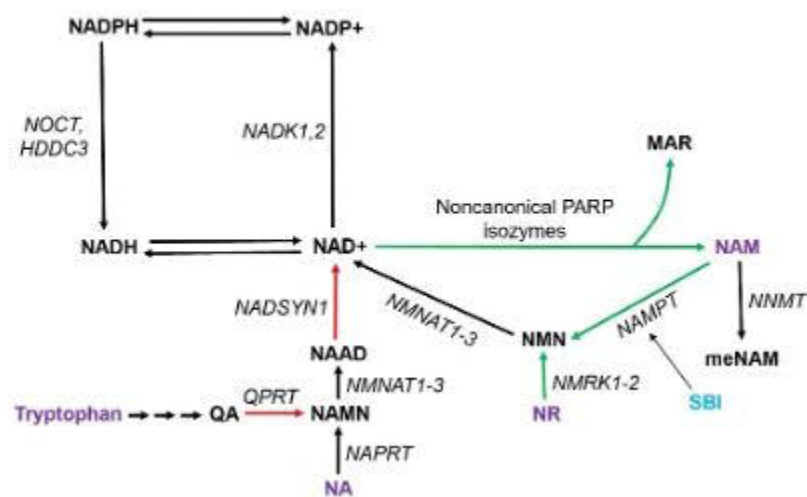 NADPH NADP+
NOCT,
HDDC3
NADK1,2
MAR
Noncanonical PARP
isozymes
NADH NAD+ NAM
NADSYN1
NMNAT1-3
NAMPT
NNMT
NAAD
NMN
meNAM
NMNAT1-3
NMRK1-2
Tryptophan QA QPRT NAMN
NR
SBI
NAPRT
NA